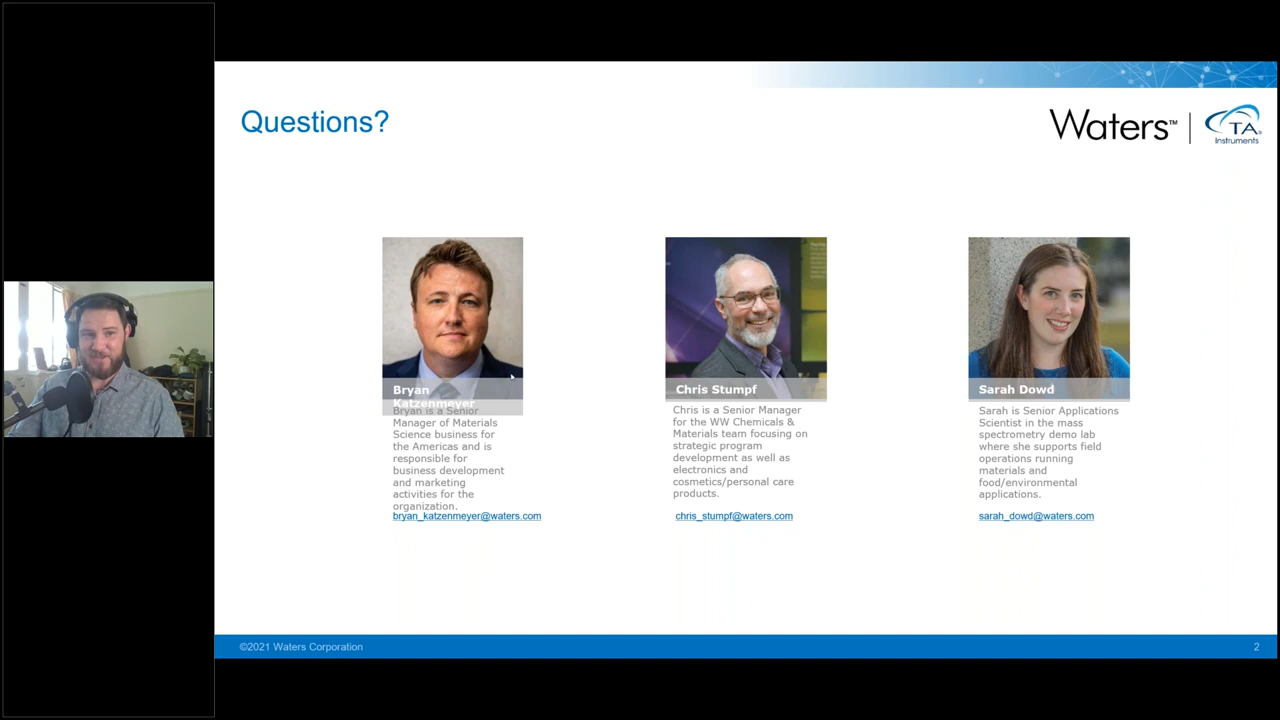 Questions?
Waters™
TA
Instruments
Bryan
Katzenmeyer
Bryan is a Senior
Manager of Materials
Science business for
the Americas and is
responsible for
business development
and marketing
activities for the
organization.
bryan_katzenmeyer@waters.com
Chris Stumpf
Chris is a Senior Manager
for the WW Chemicals &
Materials team focusing on
strategic program
development as well as
electronics and
cosmetics/personal care
products.
chris_stumpf@waters.com
Sarah Dowd
Sarah is Senior Applications
Scientist in the mass
spectrometry demo lab
where she supports field
operations running
materials and
food/environmental
applications.
sarah_dowd@waters.com
©2021 Waters Corporation
2